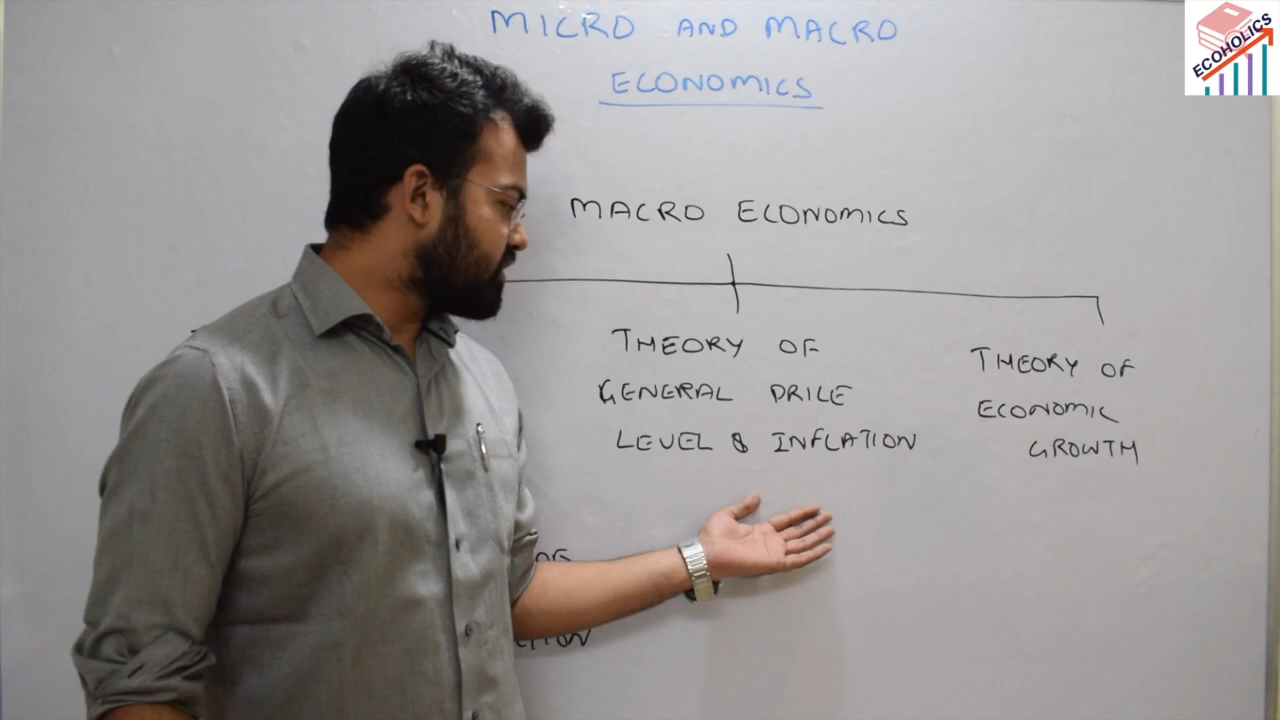 MICRO AND MACRO
ECONOMICS
ECOHOLICS
MACRO ECONOMICS
THEORY OF
GENERAL PRICE
LEVEL & INFLATION
THEORY OF
ECONOMIC
GROWTH